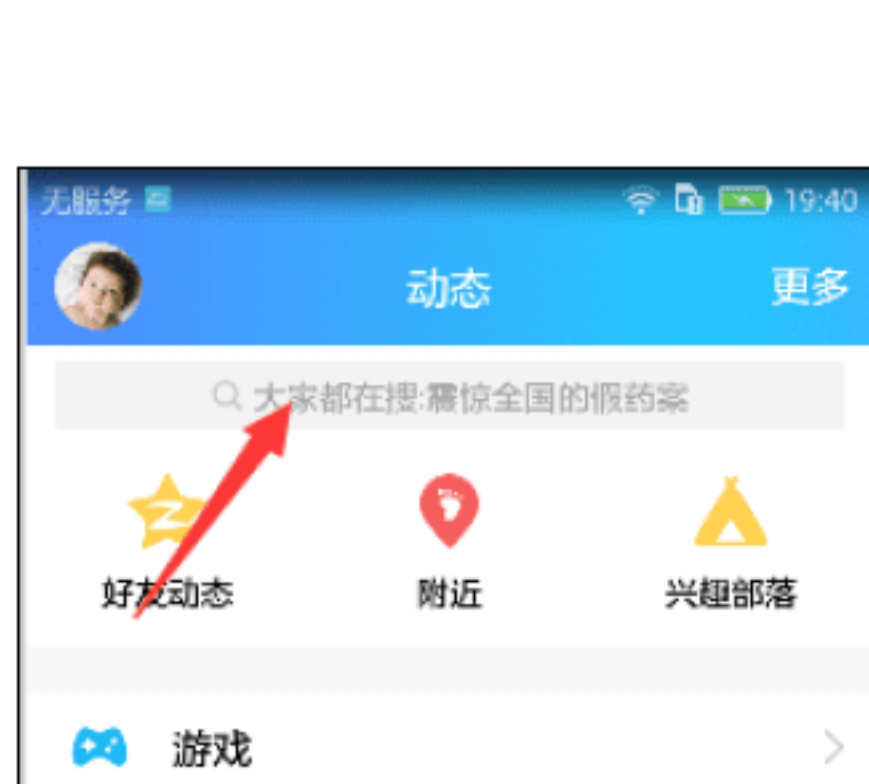 无服务 19:40
动态 更多
大家都在搜:震惊全国的假药案
好友动态 附近 兴趣部落
游戏